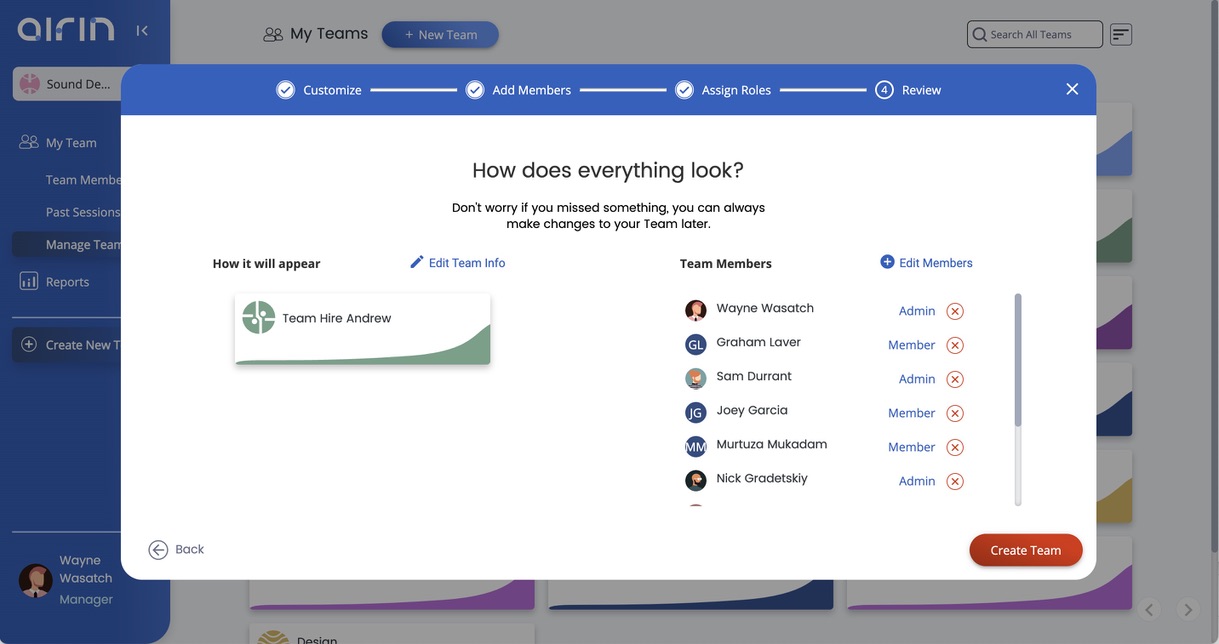 airin
My Teams
+ New Team
Search All Teams
Sound De...
My Team
Team Membe
Past Sessions
Manage Team
Reports
Create New T
Wayne
Wasatch
Manager
Customize
Add Members
Assign Roles
4 Review
How does everything look?
Don't worry if you missed something, you can always
make changes to your Team later.
How it will appear
Edit Team Info
Team Hire Andrew
Team Members
Edit Members
Wayne Wasatch Admin
GL Graham Laver Member
Sam Durrant Admin
JG Joey Garcia Member
MM Murtuza Mukadam Member
Nick Gradetskiy Admin
Back
Create Team
Design